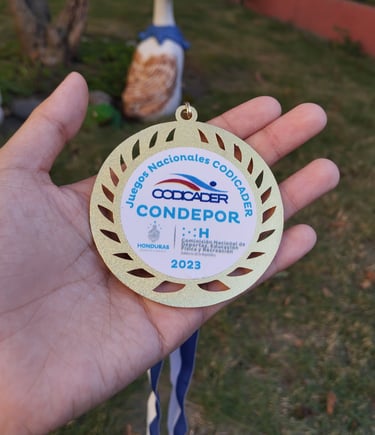 Juegos Nacionales CODICADER
CODICADER
CONDEPOR
H
HONDURAS
Comisión Nacional de
Deportes, Educación
Física y Recreación
2023